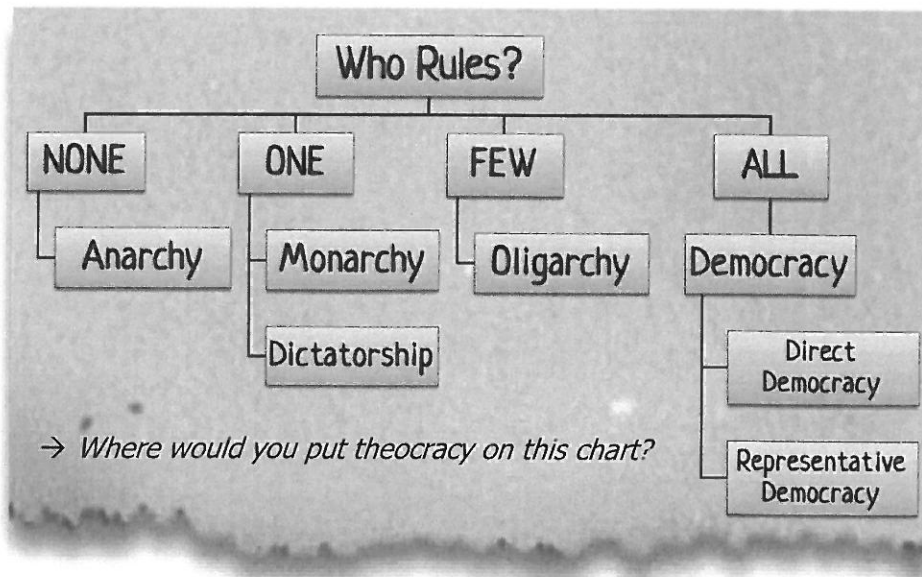 Who Rules?
NONE
ONE
FEW
ALL
Anarchy
Monarchy
Oligarchy
Democracy
Dictatorship
Direct
Democracy
→ Where would you put theocracy on this chart?
Representative
Democracy